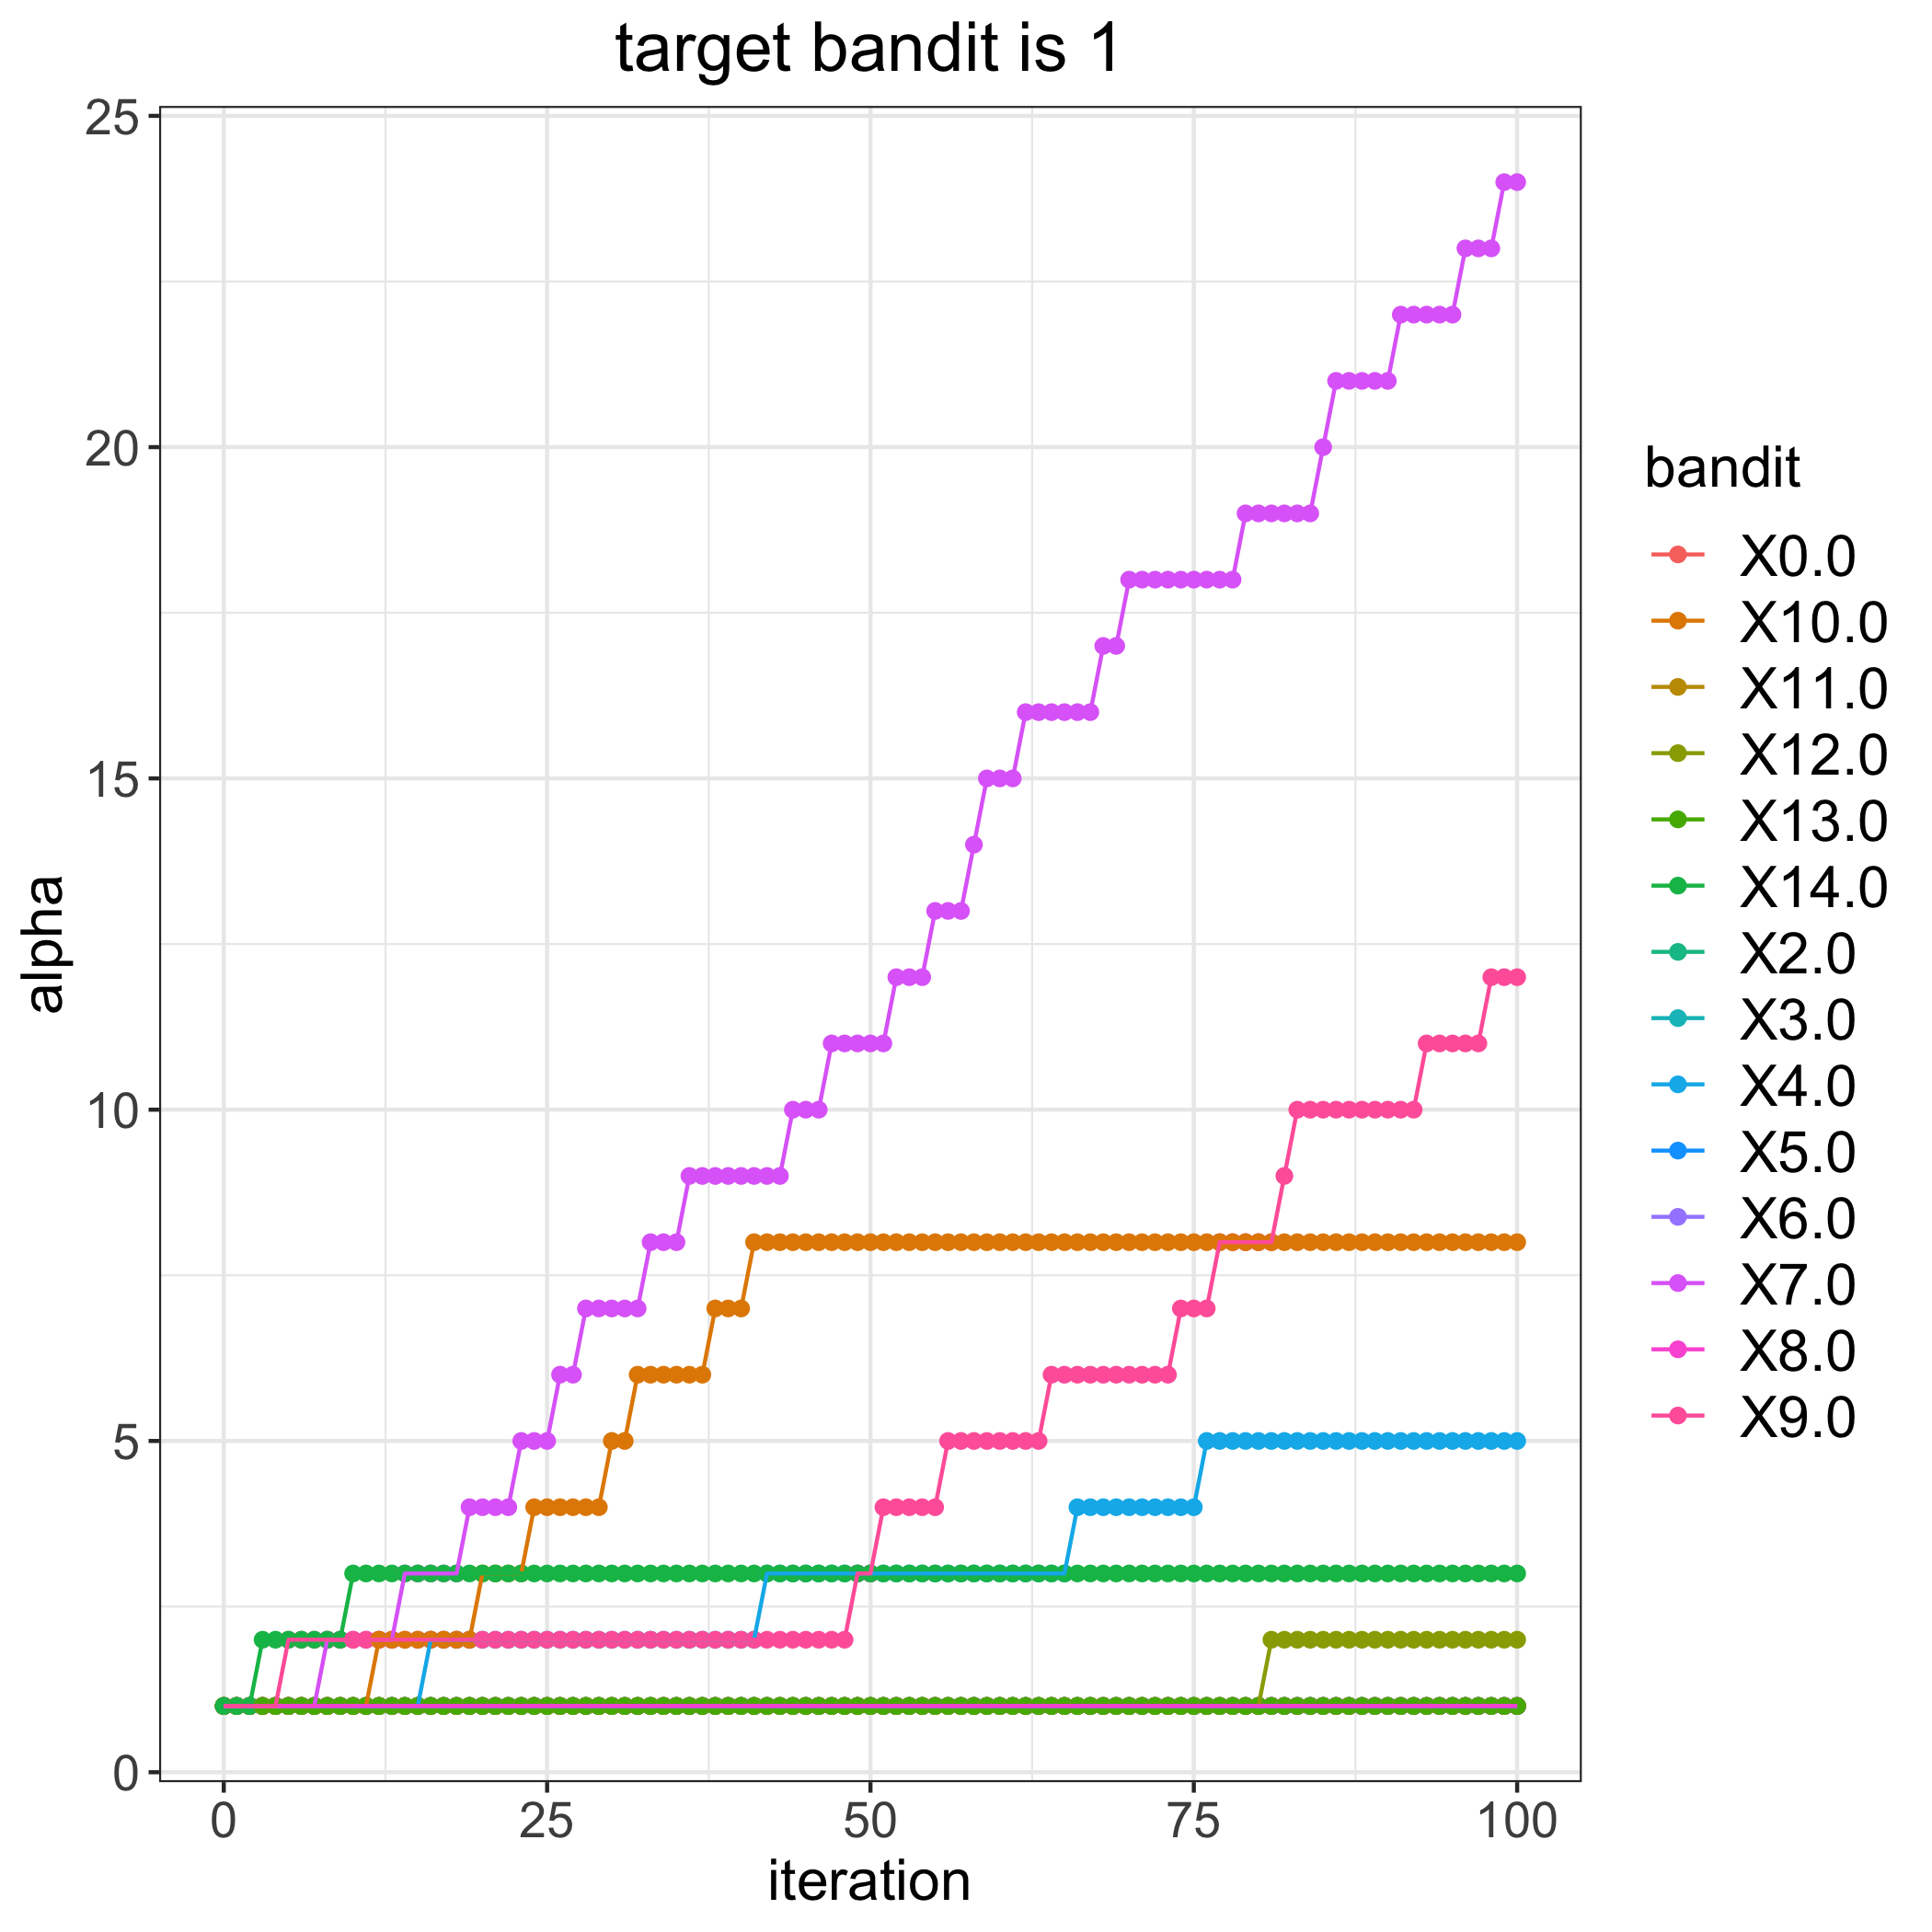 target bandit is 1
25
20
15
10
5
0
alpha
0 25 50 75 100
iteration
bandit
X0.0
X10.0
X11.0
X12.0
X13.0
X14.0
X2.0
X3.0
X4.0
X5.0
X6.0
X7.0
X8.0
X9.0